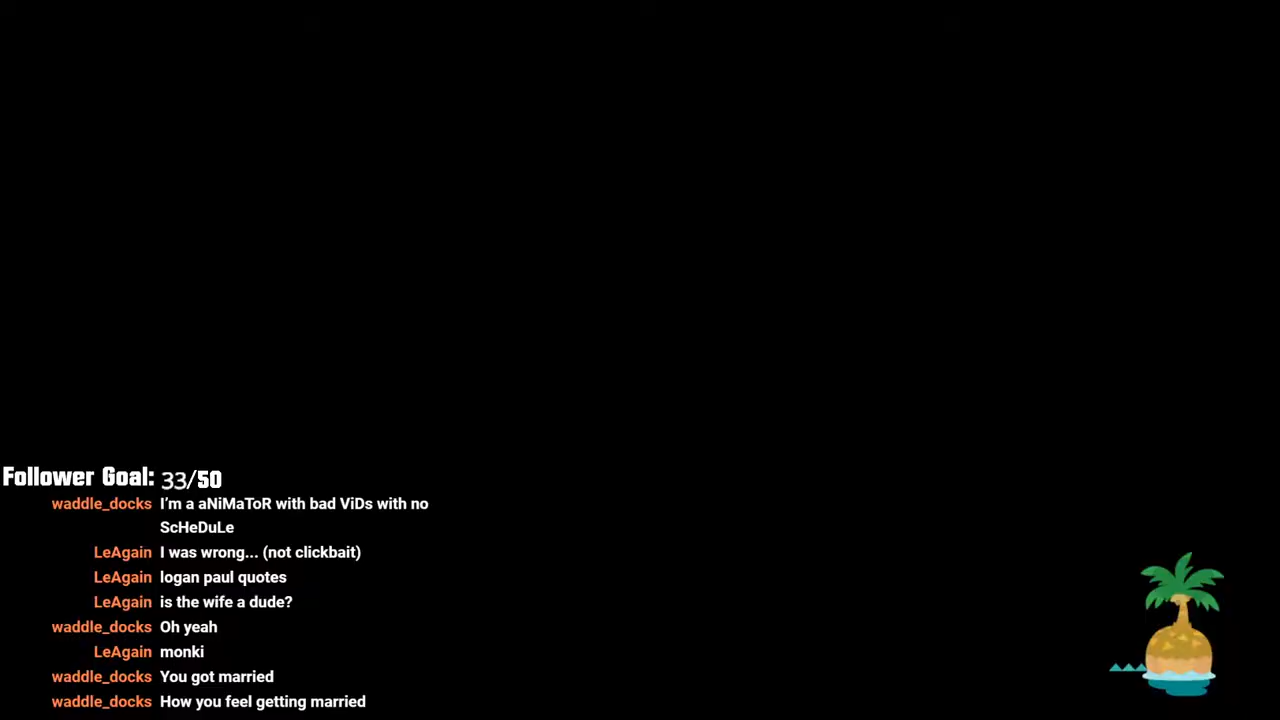 Follower Goal: 33/50
waddle_docks I'm a aNiMaToR with bad ViDs with no
ScHeDuLe
LeAgain I was wrong... (not clickbait)
LeAgain logan paul quotes
LeAgain is the wife a dude?
waddle_docks Oh yeah
LeAgain monki
waddle_docks You got married
waddle_docks How you feel getting married